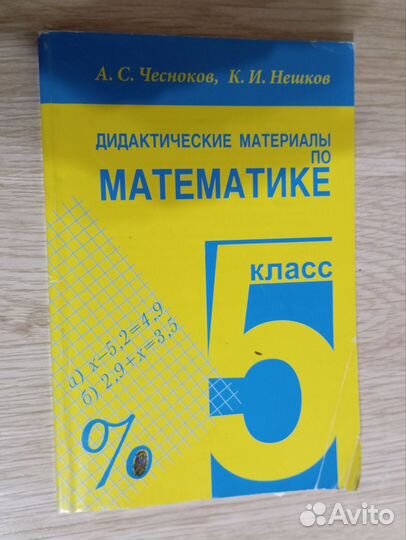 А. С. Чесноков, К. И. Нешков
ДИДАКТИЧЕСКИЕ МАТЕРИАЛЫ
ПО
МАТЕМАТИКЕ
5
класс
а) x−5,2=4,9
б) 2,9+x=3,5
%
Avito